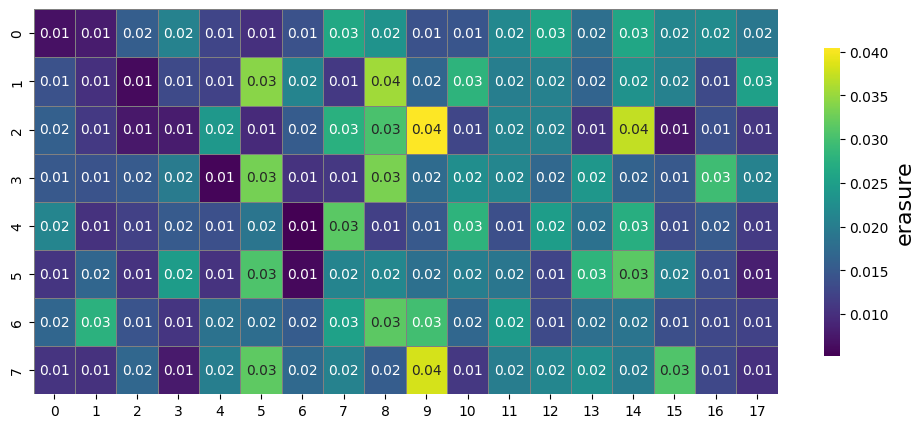 0 0.01 0.01 0.02 0.02 0.01 0.01 0.01 0.03 0.02 0.01 0.01 0.02 0.03 0.02 0.03 0.02 0.02 0.02
1 0.01 0.01 0.01 0.01 0.01 0.03 0.02 0.01 0.04 0.02 0.03 0.02 0.02 0.02 0.02 0.02 0.01 0.03
2 0.02 0.01 0.01 0.01 0.02 0.01 0.02 0.03 0.03 0.04 0.01 0.02 0.02 0.01 0.04 0.01 0.01 0.01
3 0.01 0.01 0.02 0.02 0.01 0.03 0.01 0.01 0.03 0.02 0.02 0.02 0.02 0.02 0.02 0.01 0.03 0.02
4 0.02 0.01 0.01 0.02 0.01 0.02 0.01 0.03 0.01 0.01 0.03 0.01 0.02 0.02 0.03 0.01 0.02 0.01
5 0.01 0.02 0.01 0.02 0.01 0.03 0.01 0.02 0.02 0.02 0.02 0.02 0.01 0.03 0.03 0.02 0.01 0.01
6 0.02 0.03 0.01 0.01 0.02 0.02 0.02 0.03 0.03 0.03 0.02 0.02 0.01 0.02 0.02 0.01 0.01 0.01
7 0.01 0.01 0.02 0.01 0.02 0.03 0.02 0.02 0.02 0.04 0.01 0.02 0.02 0.02 0.02 0.03 0.01 0.01
0 1 2 3 4 5 6 7 8 9 10 11 12 13 14 15 16 17
0.040
0.035
0.030
0.025
0.020
0.015
0.010
erasure